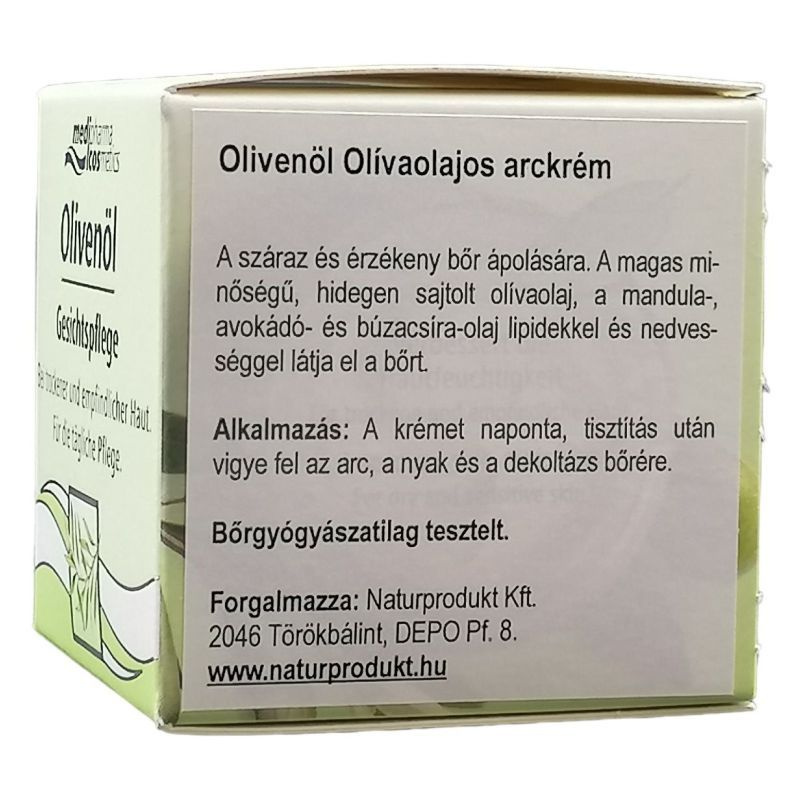 medipharma
cosmetics
Olivenöl
Gesichtspflege
Bei trockener und empfindlicher Haut.
Für die tägliche Pflege.
Olivenöl Olívaolajos arckrém
A száraz és érzékeny bőr ápolására. A magas mi-
nőségű, hidegen sajtolt olívaolaj, a mandula-,
avokádó- és búzacsíra-olaj lipidekkel és nedves-
séggel látja el a bőrt.
Alkalmazás: A krémet naponta, tisztítás után
vigye fel az arc, a nyak és a dekoltázs bőrére.
Bőrgyógyászatilag tesztelt.
Forgalmazza: Naturprodukt Kft.
2046 Törökbálint, DEPO Pf. 8.
www.naturprodukt.hu